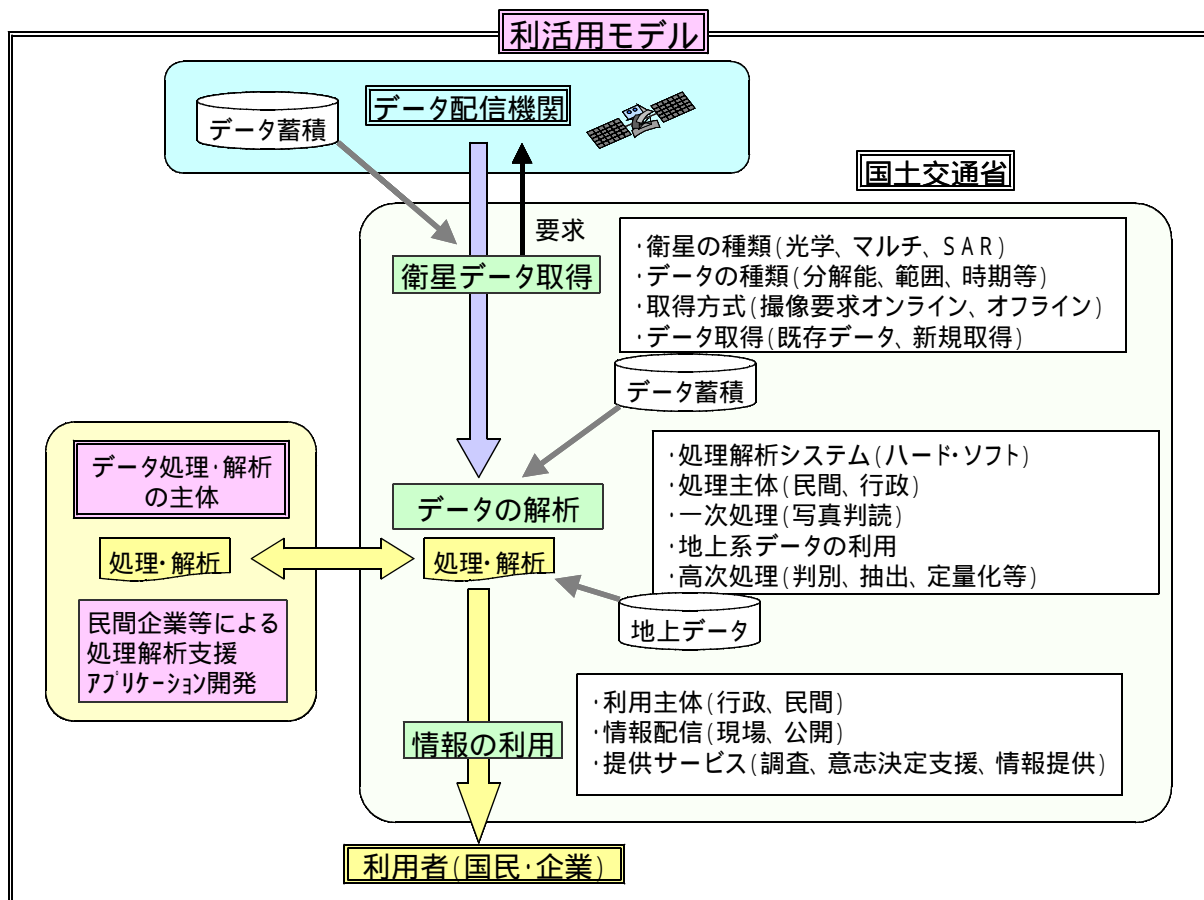 利活用モデル
データ配信機関
データ蓄積
国土交通省
要求
衛星データ取得
・衛星の種類(光学、マルチ、SAR)
・データの種類(分解能、範囲、時期等)
・取得方式(撮像要求オンライン、オフライン)
・データ取得(既存データ、新規取得)
データ蓄積
データ処理・解析
の主体
処理・解析
民間企業等による
処理解析支援
アプリケーション開発
データの解析
処理・解析
・処理解析システム(ハード・ソフト)
・処理主体(民間、行政)
・一次処理(写真判読)
・地上系データの利用
・高次処理(判別、抽出、定量化等)
地上データ
情報の利用
・利用主体(行政、民間)
・情報配信(現場、公開)
・提供サービス(調査、意志決定支援、情報提供)
利用者(国民・企業)